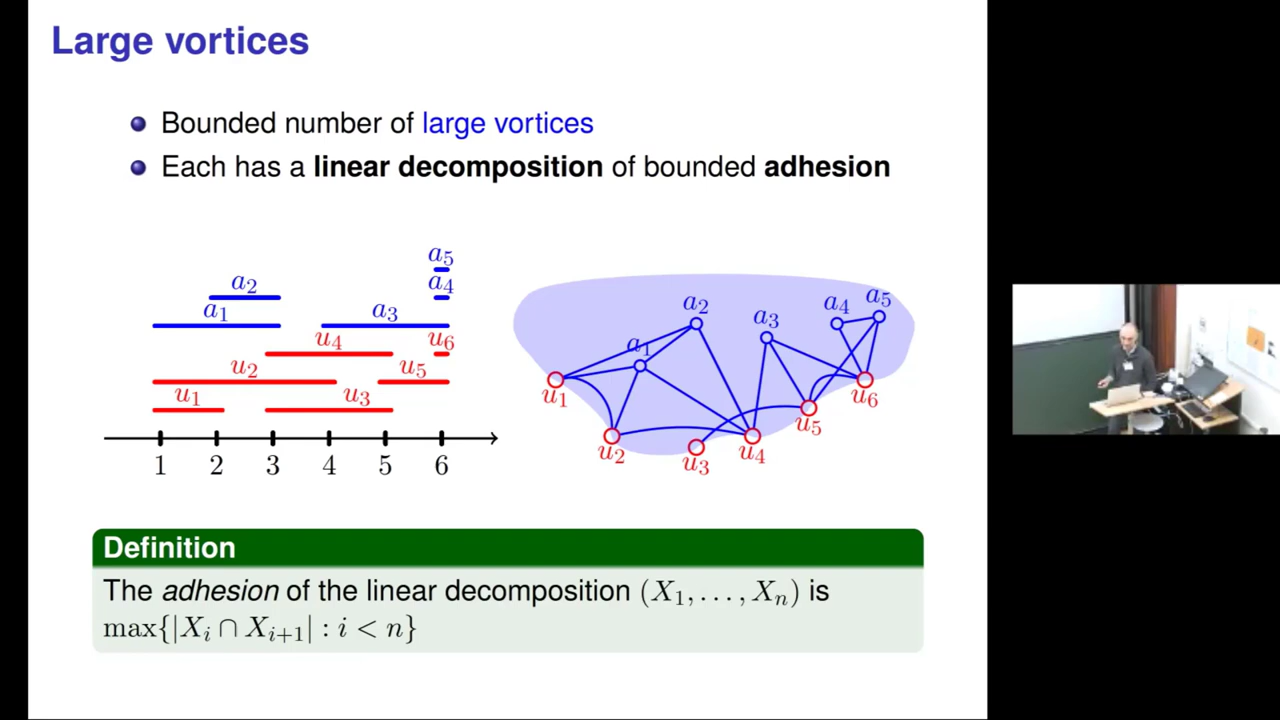 Large vortices
Bounded number of large vortices
Each has a linear decomposition of bounded adhesion
a₅
a₂ a₄
a₁ a₃
u₄ u₆
u₂ u₅
u₁ u₃
1 2 3 4 5 6
a₂ a₃ a₄ a₅
a₁
u₁ u₆
u₅
u₂ u₃ u₄
Definition
The adhesion of the linear decomposition (X₁, . . . , Xₙ) is
max{|Xᵢ ∩ Xᵢ₊₁| : i < n}